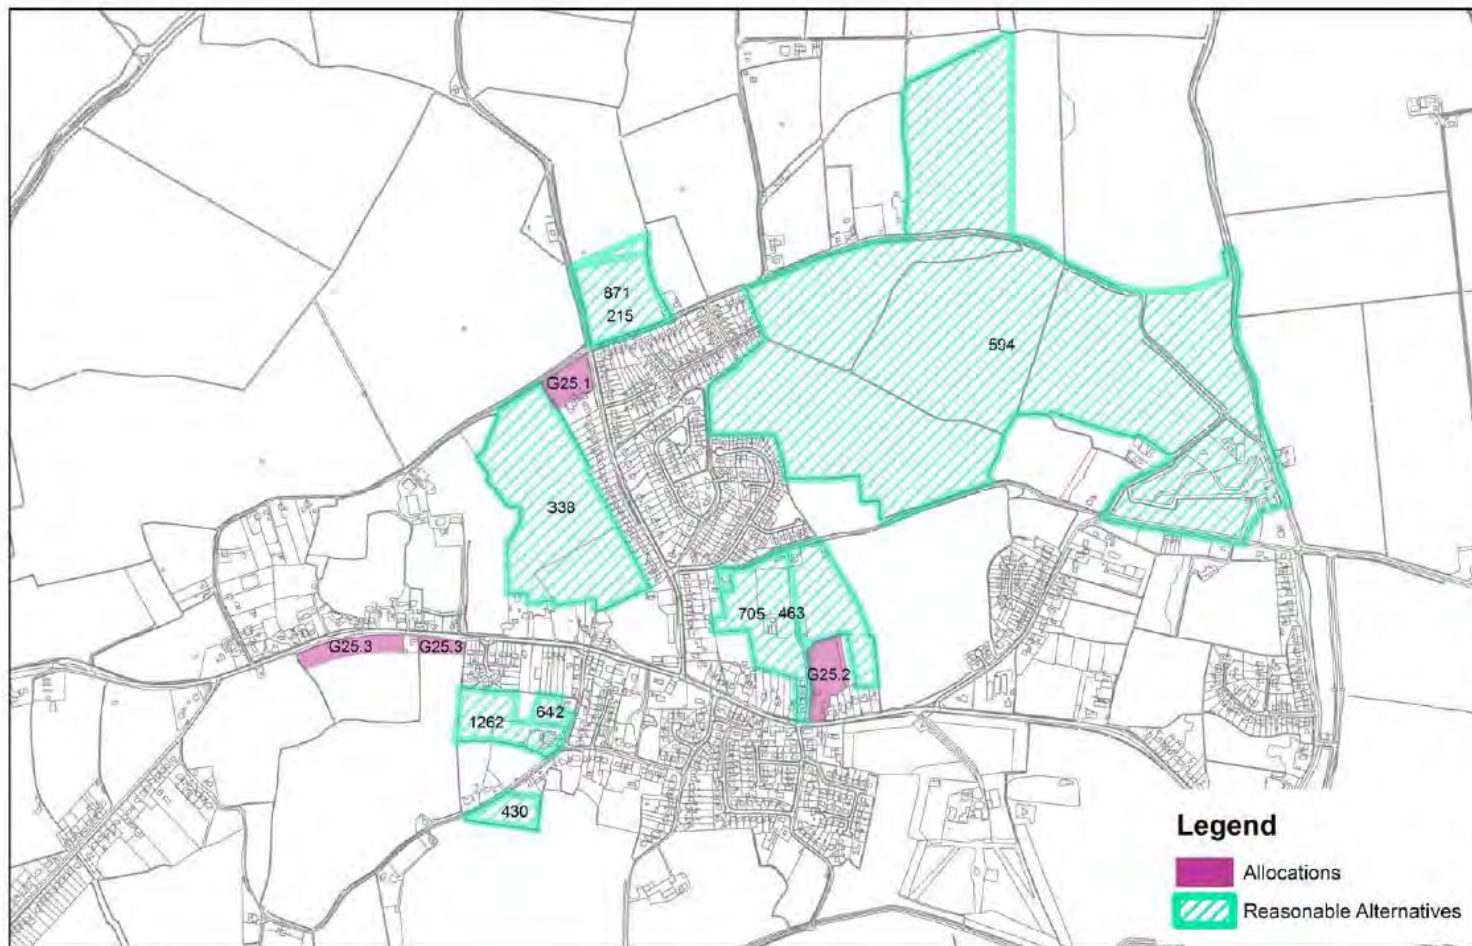 871
215
594
G25.1
338
705
463
G25.3
G25.3
G25.2
642
1262
430
Legend
Allocations
Reasonable Alternatives